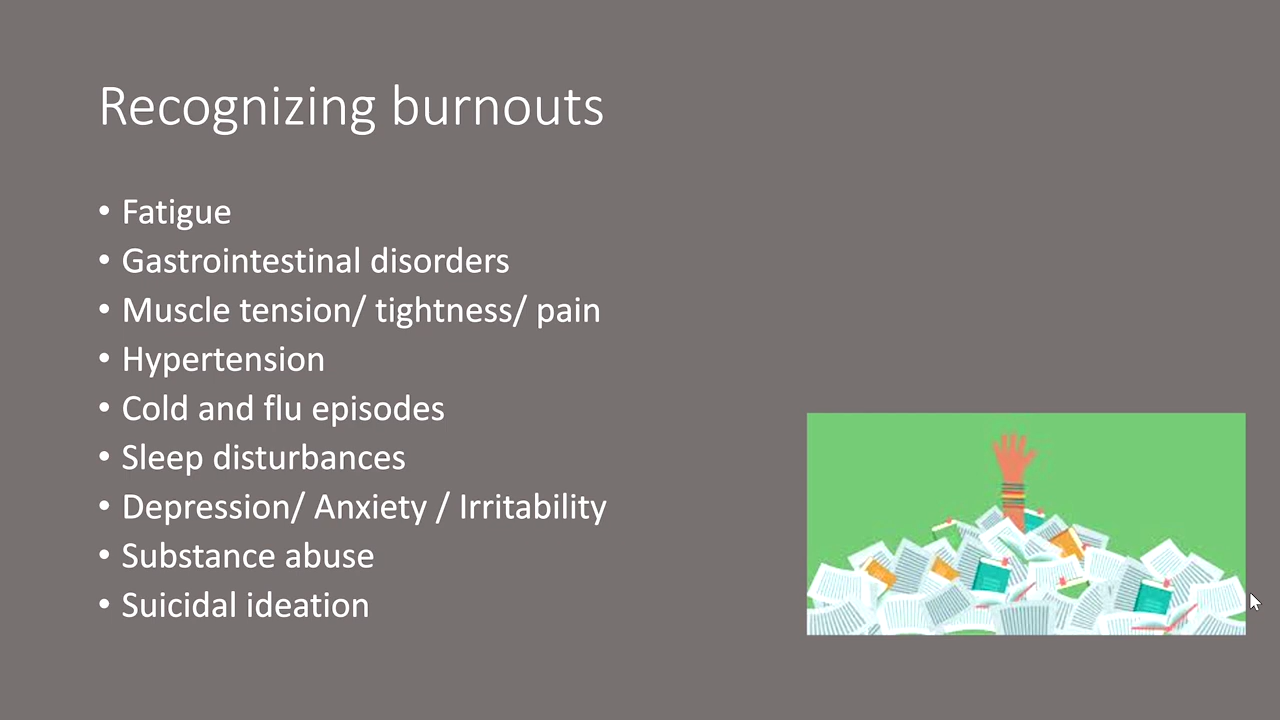 Recognizing burnouts
• Fatigue
• Gastrointestinal disorders
• Muscle tension/ tightness/ pain
• Hypertension
• Cold and flu episodes
• Sleep disturbances
• Depression/ Anxiety / Irritability
• Substance abuse
• Suicidal ideation